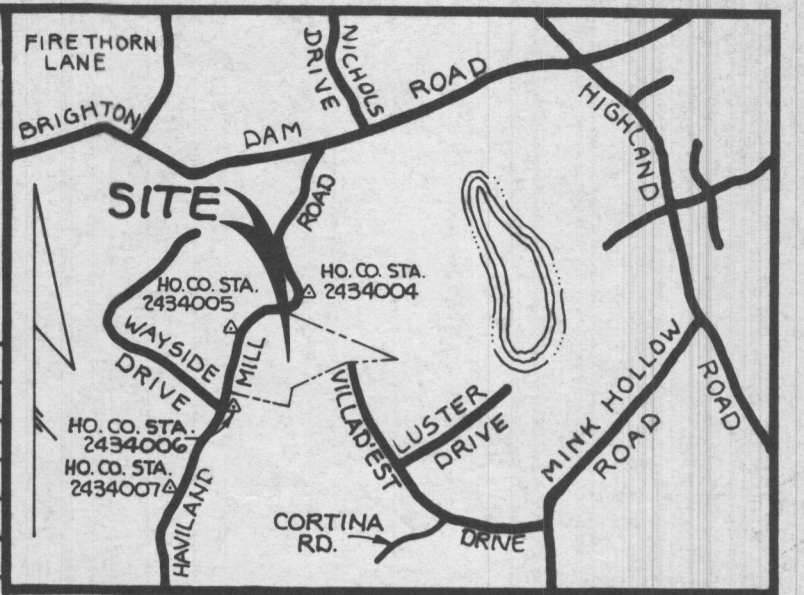 FIRETHORN
LANE
BRIGHTON
DAM
ROAD
NICHOLS
DRIVE
HIGHLAND
ROAD
SITE
ROAD
HO. CO. STA.
2434005
HO. CO. STA.
2434004
WAYSIDE
DRIVE
MILL
HO. CO. STA.
2434006
HO. CO. STA.
2434007
HAVILAND
VILLAD'EST
DRIVE
LUSTER
DRIVE
CORTINA
RD.
MINK HOLLOW
ROAD